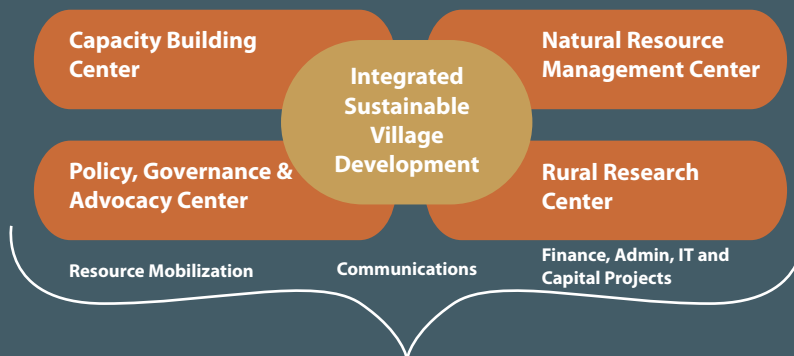 Capacity Building
Center
Natural Resource
Management Center
Integrated
Sustainable
Village
Development
Policy, Governance &
Advocacy Center
Rural Research
Center
Resource Mobilization
Communications
Finance, Admin, IT and
Capital Projects